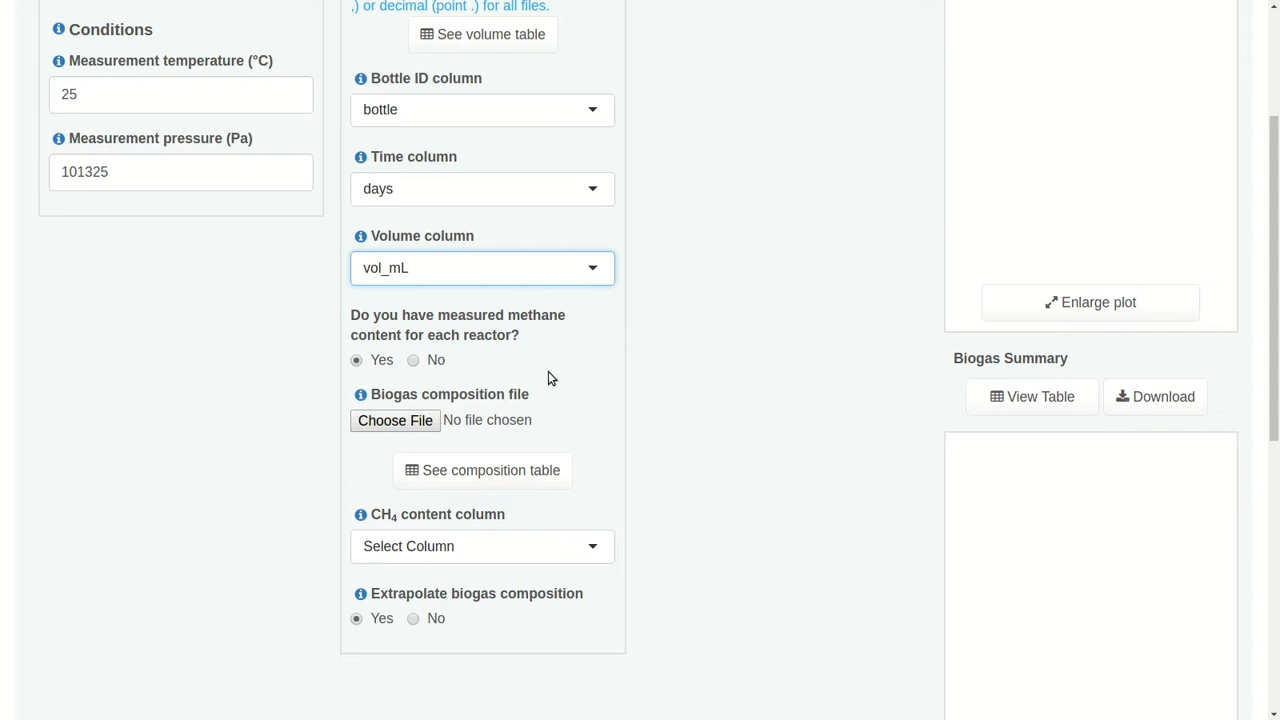 Conditions
Measurement temperature (°C)
25
Measurement pressure (Pa)
101325
,) or decimal (point .) for all files.
See volume table
Bottle ID column
bottle
Time column
days
Volume column
vol_mL
Do you have measured methane
content for each reactor?
Yes No
Biogas composition file
Choose File No file chosen
See composition table
CH₄ content column
Select Column
Extrapolate biogas composition
Yes No
Enlarge plot
Biogas Summary
View Table Download